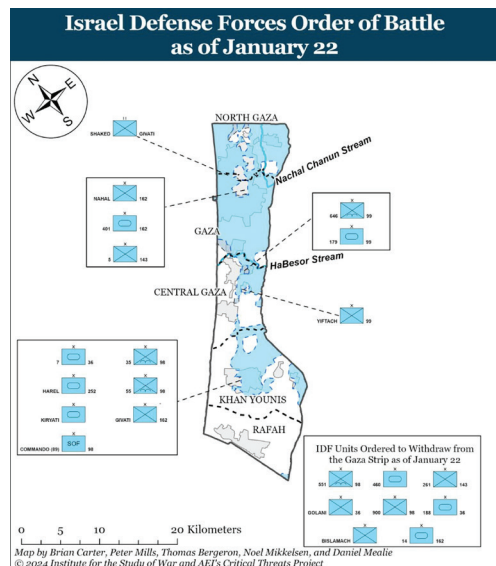 Israel Defense Forces Order of Battle
as of January 22
N
E
W
S
NORTH GAZA
II
SHAKED GIVATI
Nachal Chanun Stream
X
NAHAL 162
X
401 162
X
5 143
X
646 99
X
179 99
GAZA
HaBesor Stream
CENTRAL GAZA
X
YIFTACH 99
X X
7 36 35 98
X X
HAREL 252 55 98
X X
KIRYATI GIVATI 162
X
COMMANDO (89) SOF 98
KHAN YOUNIS
RAFAH
IDF Units Ordered to Withdraw from
the Gaza Strip as of January 22
X X X
551 98 460 261 143
X X X
GOLANI 36 900 98 188 36
X X
BISLAMACH 14 162
0 5 10 20 Kilometers
Map by Brian Carter, Peter Mills, Thomas Bergeron, Noel Mikkelsen, and Daniel Mealie
© 2024 Institute for the Study of War and AEI's Critical Threats Project